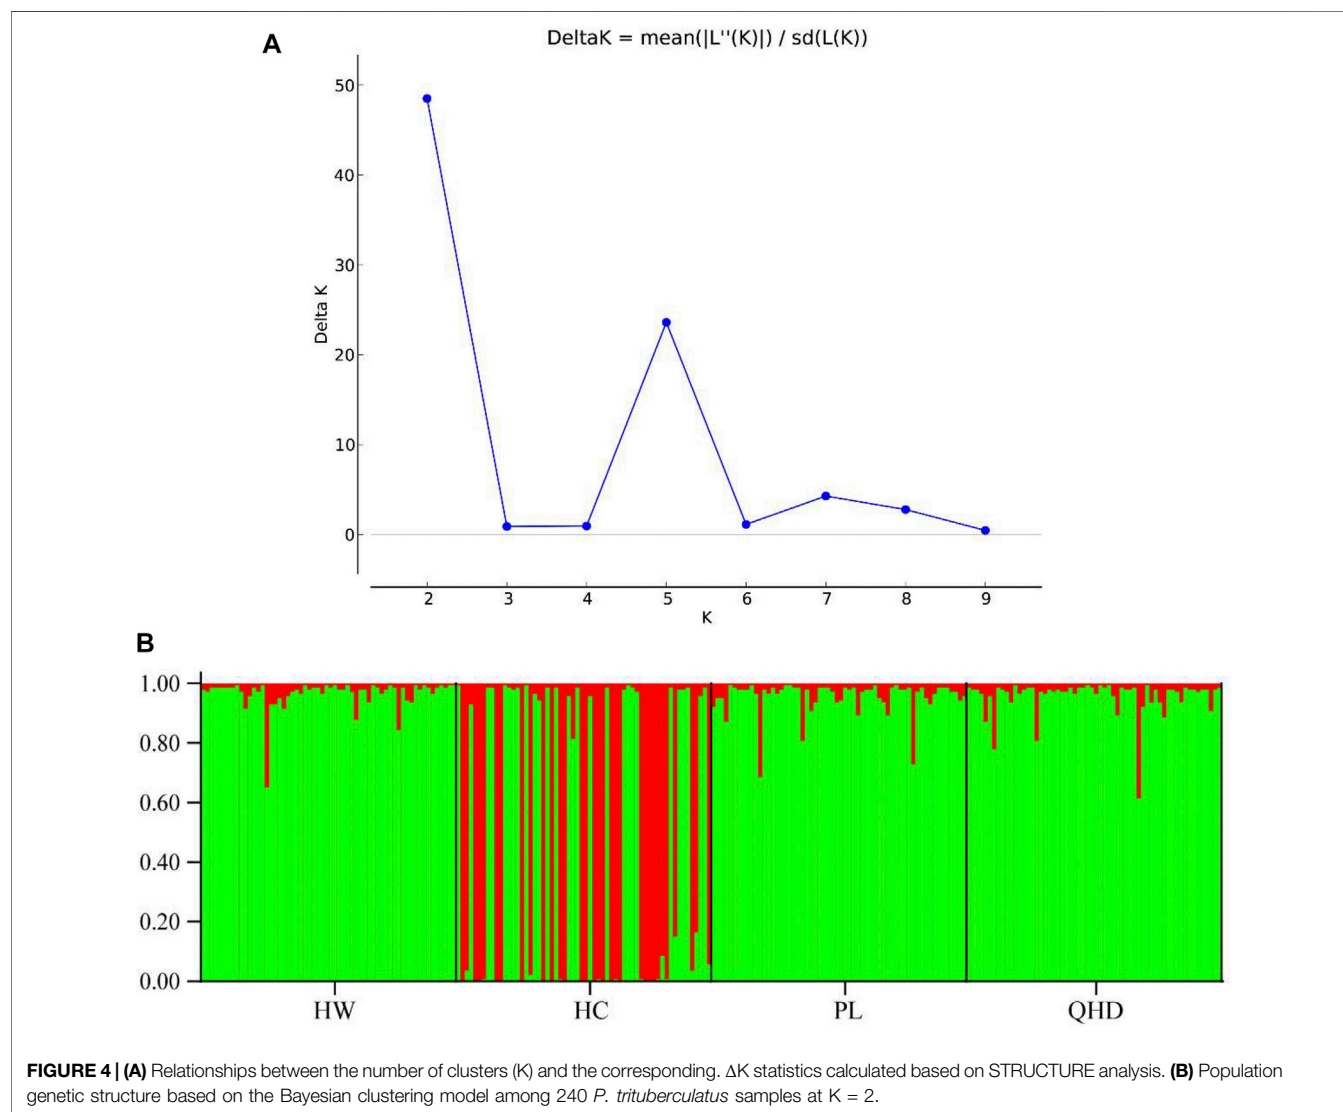 A
DeltaK = mean(|L''(K)|) / sd(L(K))
50
40
30
20
10
0
Delta K
2 3 4 5 6 7 8 9
K
B
1.00
0.80
0.60
0.40
0.20
0.00
HW HC PL QHD
FIGURE 4 | (A) Relationships between the number of clusters (K) and the corresponding. ΔK statistics calculated based on STRUCTURE analysis. (B) Population
genetic structure based on the Bayesian clustering model among 240 P. trituberculatus samples at K = 2.